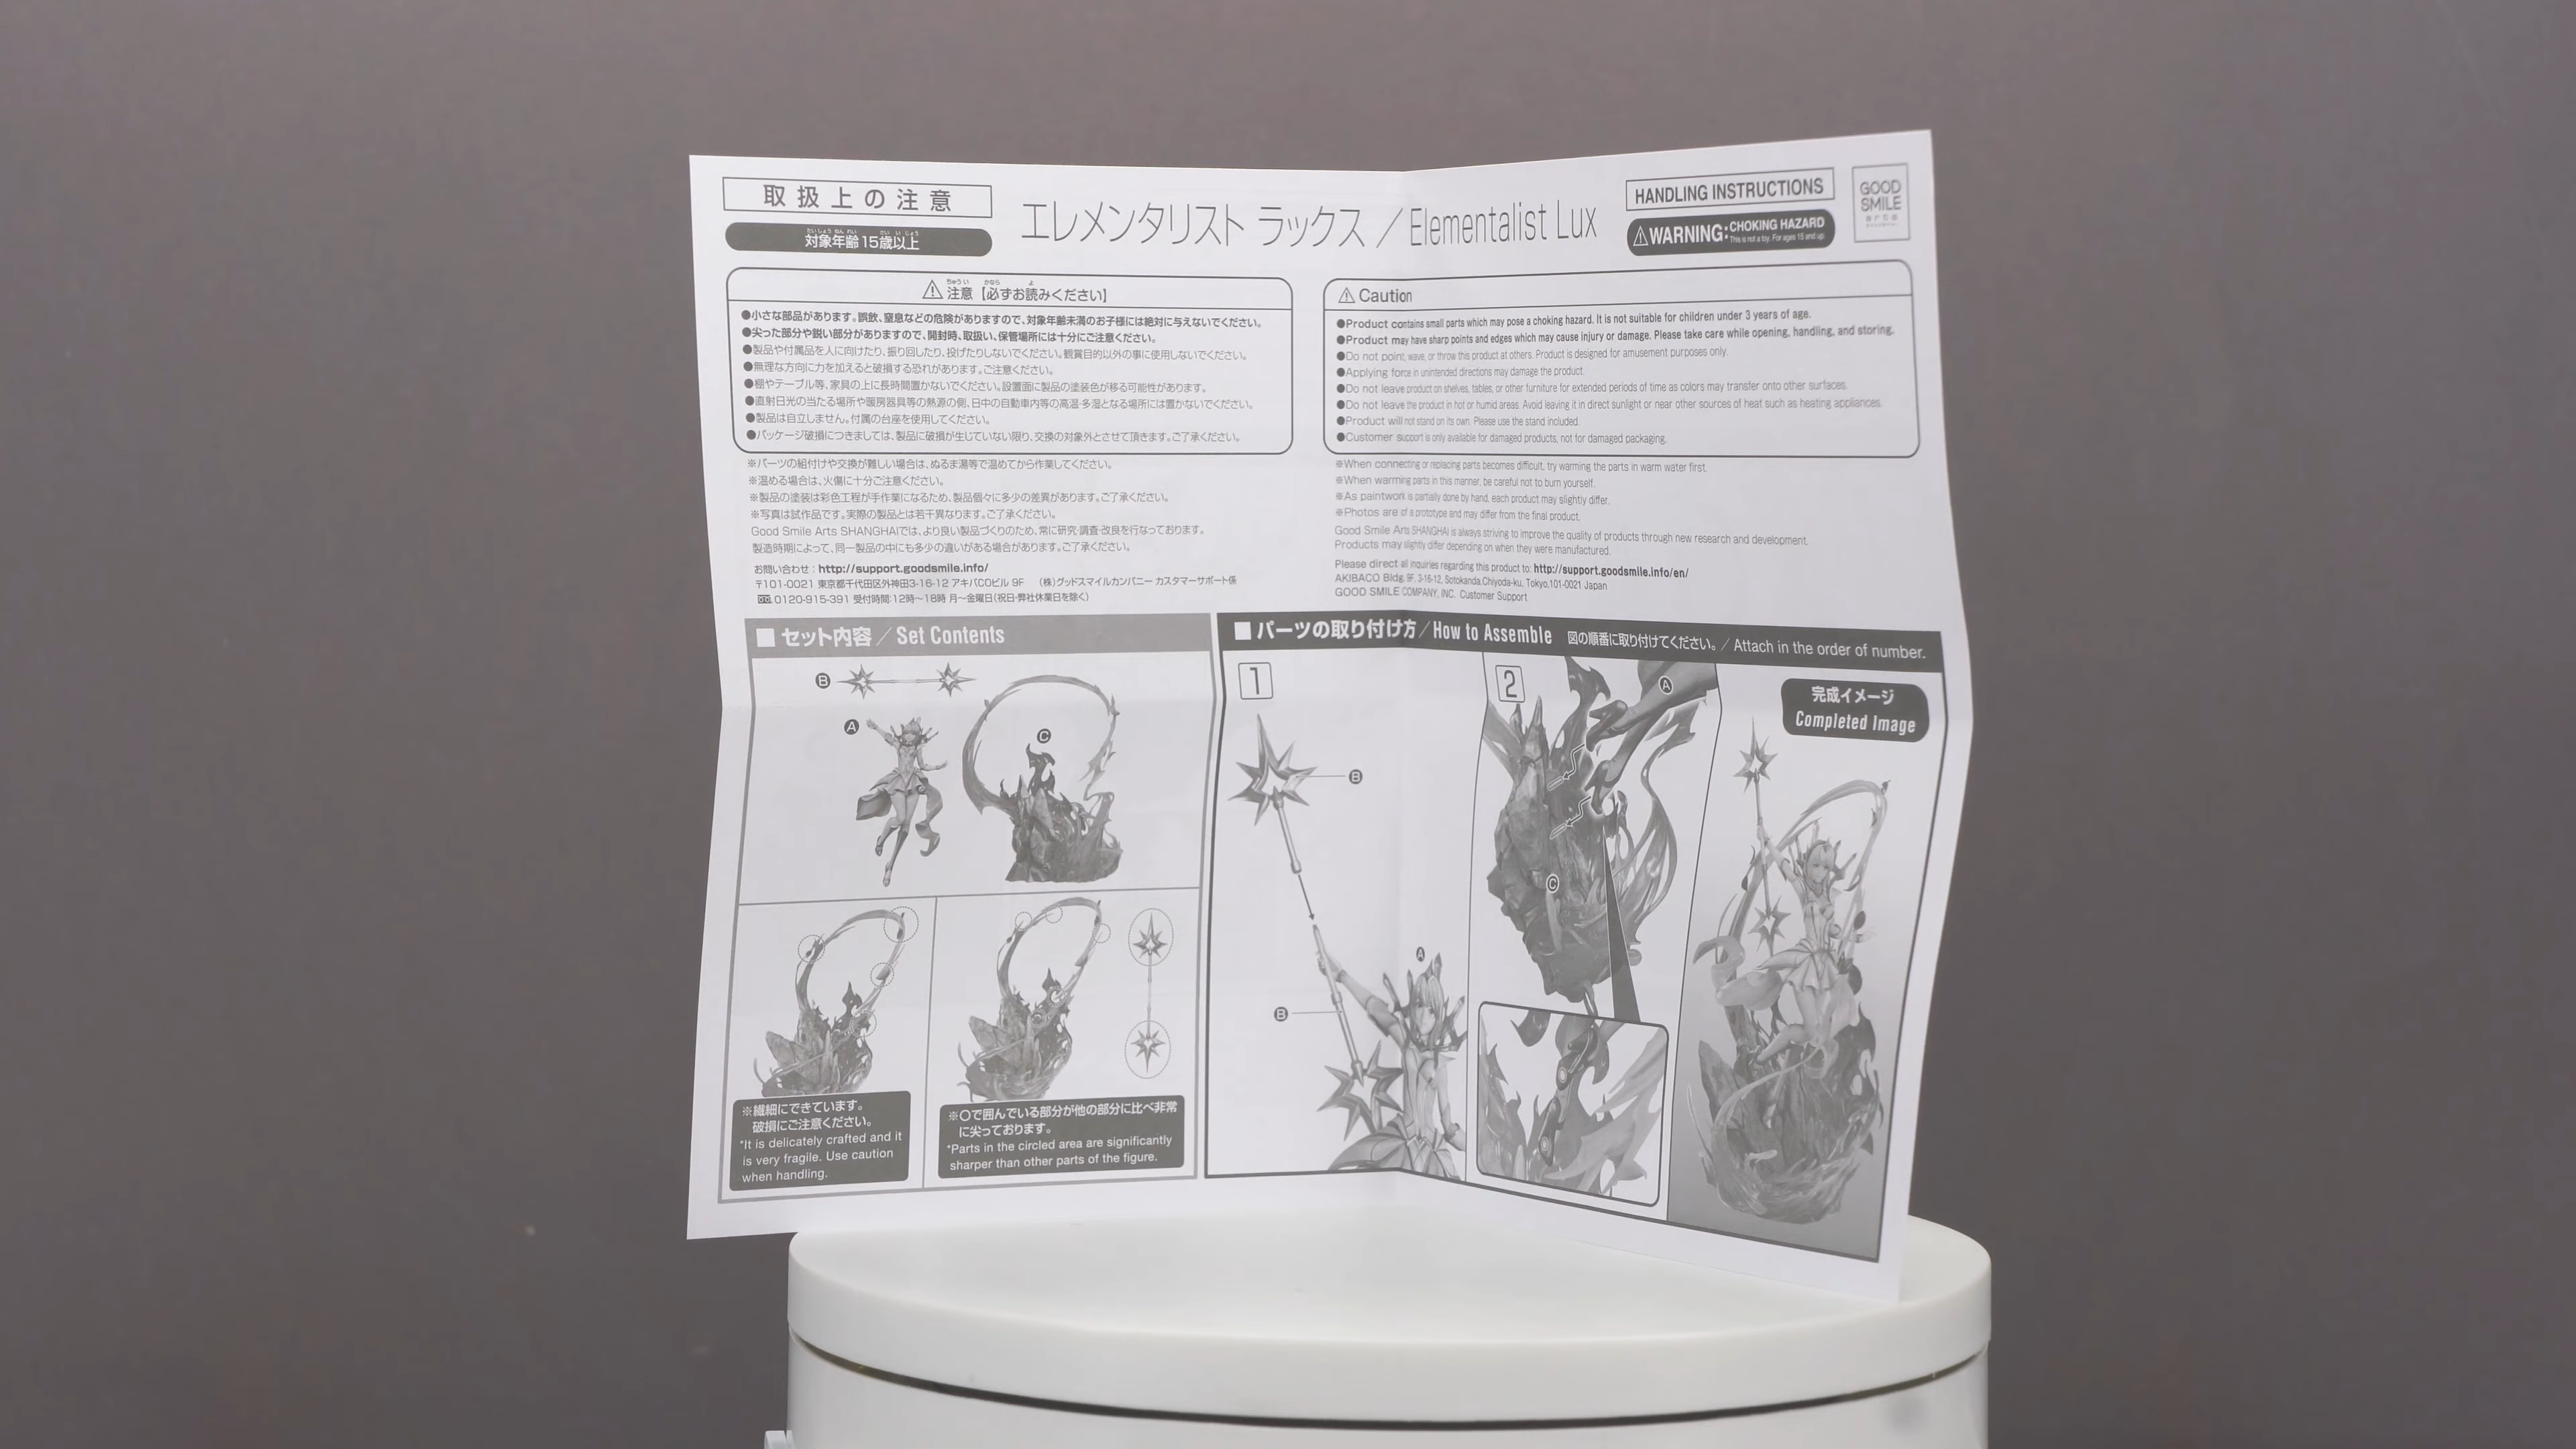 取扱上の注意
対象年齢15歳以上
エレメンタリスト ラックス / Elementalist Lux
HANDLING INSTRUCTIONS
⚠WARNING: CHOKING HAZARD
This is not a toy. For ages 15 and up.
GOOD
SMILE
arts
⚠ 注意【必ずお読みください】
●小さな部品があります。誤飲、窒息などの危険がありますので、対象年齢未満のお子様には絶対に与えないでください。
●尖った部分や鋭い部分がありますので、開封時、取扱い、保管場所には十分にご注意ください。
●製品や付属品を人に向けたり、振り回したり、投げたりしないでください。観賞目的以外の事に使用しないでください。
●無理な方向に力を加えると破損する恐れがあります。ご注意ください。
●棚やテーブル等、家具の上に長時間置かないでください。設置面に製品の塗装色が移る可能性があります。
●直射日光の当たる場所や暖房器具等の熱源の側、日中の自動車内等の高温·多湿となる場所には置かないでください。
●製品は自立しません。付属の台座を使用してください。
●パッケージ破損につきましては、製品に破損が生じていない限り、交換の対象外とさせて頂きます。ご了承ください。
※パーツの組付けや交換が難しい場合は、ぬるま湯等で温めてから作業してください。
※温める場合は、火傷に十分ご注意ください。
※製品の塗装は彩色工程が手作業になるため、製品個々に多少の差異があります。ご了承ください。
※写真は試作品です。実際の製品とは若干異なります。ご了承ください。
Good Smile Arts SHANGHAIでは、より良い製品づくりのため、常に研究·調査·改良を行なっております。
製造時期によって、同一製品の中にも多少の違いがある場合があります。ご了承ください。
お問い合わせ：http://support.goodsmile.info/
〒101-0021 東京都千代田区外神田3-16-12 アキバCOビル 9F （株）グッドスマイルカンパニー カスタマーサポート係
0120-915-391 受付時間：12時〜18時 月〜金曜日（祝日·弊社休業日を除く）
⚠ Caution
●Product contains small parts which may pose a choking hazard. It is not suitable for children under 3 years of age.
●Product may have sharp points and edges which may cause injury or damage. Please take care while opening, handling, and storing.
●Do not point, wave, or throw this product at others. Product is designed for amusement purposes only.
●Applying force in unintended directions may damage the product.
●Do not leave product on shelves, tables, or other furniture for extended periods of time as colors may transfer onto other surfaces.
●Do not leave the product in hot or humid areas. Avoid leaving it in direct sunlight or near other sources of heat such as heating appliances.
●Product will not stand on its own. Please use the stand included.
●Customer support is only available for damaged products, not for damaged packaging.
※When connecting or replacing parts becomes difficult, try warming the parts in warm water first.
※When warming parts in this manner, be careful not to burn yourself.
※As paintwork is partially done by hand, each product may slightly differ.
※Photos are of a prototype and may differ from the final product.
Good Smile Arts SHANGHAI is always striving to improve the quality of products through new research and development.
Products may slightly differ depending on when they were manufactured.
Please direct all inquiries regarding this product to: http://support.goodsmile.info/en/
AKIBACO Bldg. 9F, 3-16-12, Sotokanda, Chiyoda-ku, Tokyo, 101-0021 Japan
GOOD SMILE COMPANY, INC. Customer Support
■ セット内容 / Set Contents
B
A
C
※繊細にできています。
破損にご注意ください。
*It is delicately crafted and it
is very fragile. Use caution
when handling.
※〇で囲んでいる部分が他の部分に比べ非常
に尖っております。
*Parts in the circled area are significantly
sharper than other parts of the figure.
■ パーツの取り付け方 / How to Assemble 図の順番に取り付けてください。/ Attach in the order of number.
1
B
A
B
2
A
C
完成イメージ
Completed Image